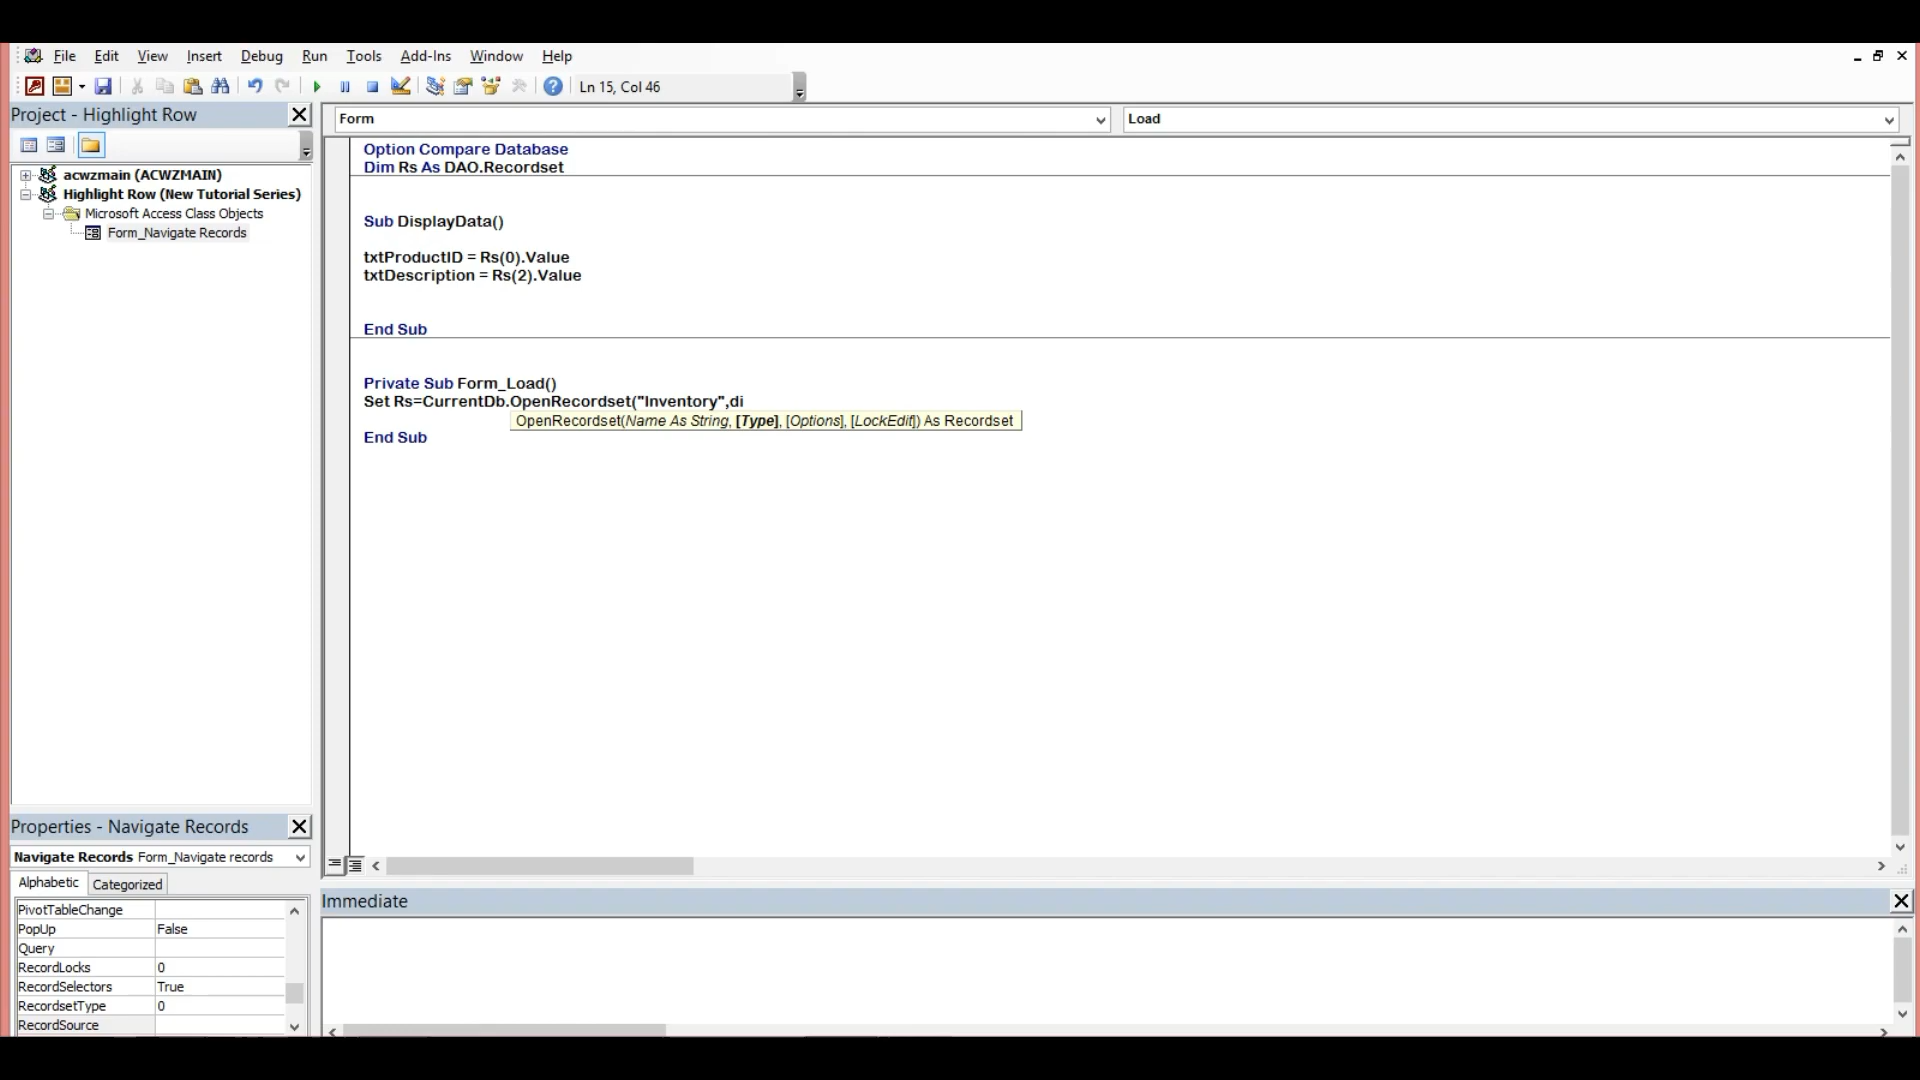 File Edit View Insert Debug Run Tools Add-Ins Window Help
Ln 15, Col 46
Project - Highlight Row
Form
Load
acwzmain (ACWZMAIN)
Highlight Row (New Tutorial Series)
Microsoft Access Class Objects
Form_Navigate Records
Option Compare Database
Dim Rs As DAO.Recordset
Sub DisplayData()
txtProductID = Rs(0).Value
txtDescription = Rs(2).Value
End Sub
Private Sub Form_Load()
Set Rs=CurrentDb.OpenRecordset("Inventory",di
OpenRecordset(Name As String, [Type], [Options], [LockEdit]) As Recordset
End Sub
Properties - Navigate Records
Navigate Records Form_Navigate records
Alphabetic Categorized
PivotTableChange
PopUp False
Query
RecordLocks 0
RecordSelectors True
RecordsetType 0
RecordSource
Immediate